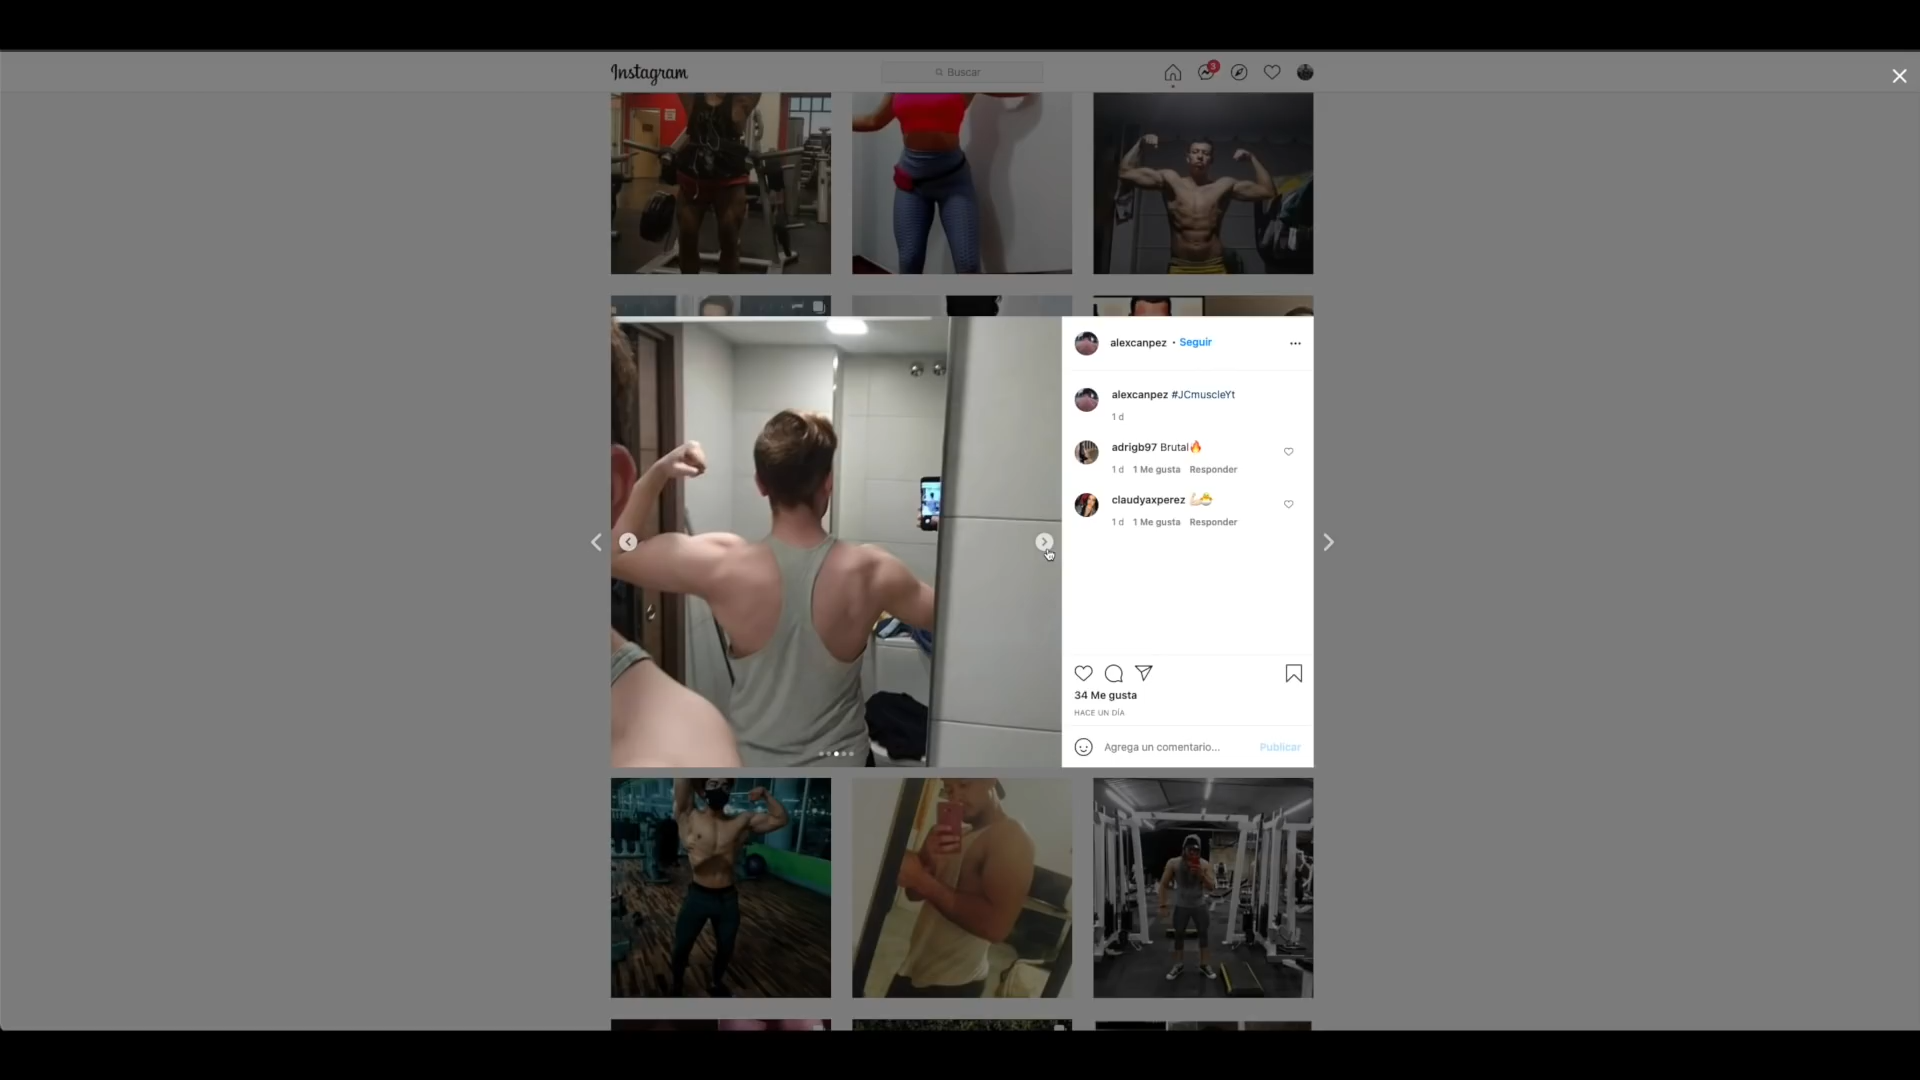 Instagram
Buscar
3
alexcanpez • Seguir
alexcanpez #JCmuscleYt
1 d
adrigb97 Brutal🔥
1 d 1 Me gusta Responder
claudyaxperez
1 d 1 Me gusta Responder
34 Me gusta
HACE UN DÍA
Agrega un comentario... Publicar